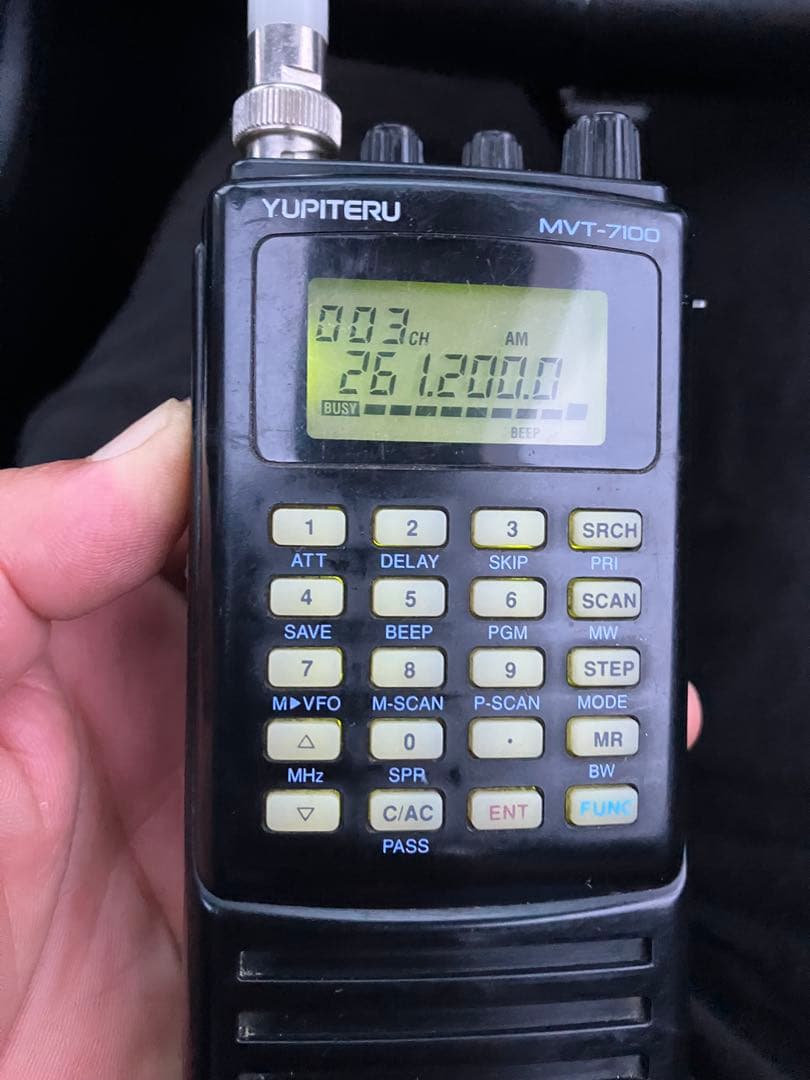 YUPITERU
MVT-7100
003 CH AM
261.200.0
BUSY
BEEP
1 2 3 SRCH
ATT DELAY SKIP PRI
4 5 6 SCAN
SAVE BEEP PGM MW
7 8 9 STEP
M▶VFO M-SCAN P-SCAN MODE
△ 0 · MR
MHz SPR BW
▽ C/AC ENT FUNC
PASS